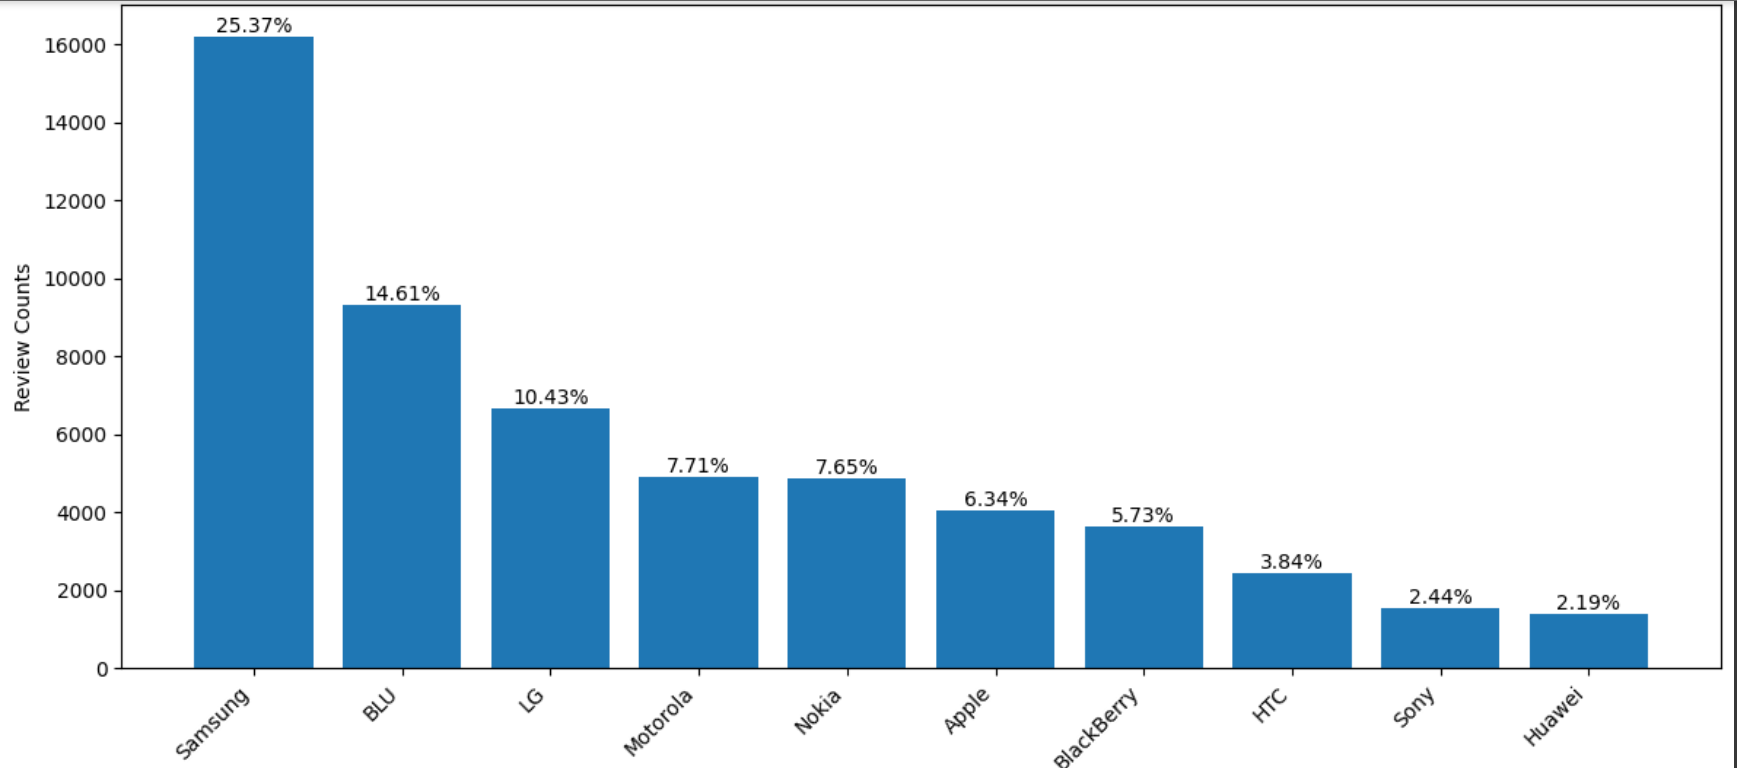 25.37%
16000
14000
12000
10000
14.61%
Review Counts
8000
10.43%
6000
7.71%
7.65%
6.34%
4000
5.73%
3.84%
2000
2.44%
2.19%
0
Samsung
BLU
LG
Motorola
Nokia
Apple
BlackBerry
HTC
Sony
Huawei